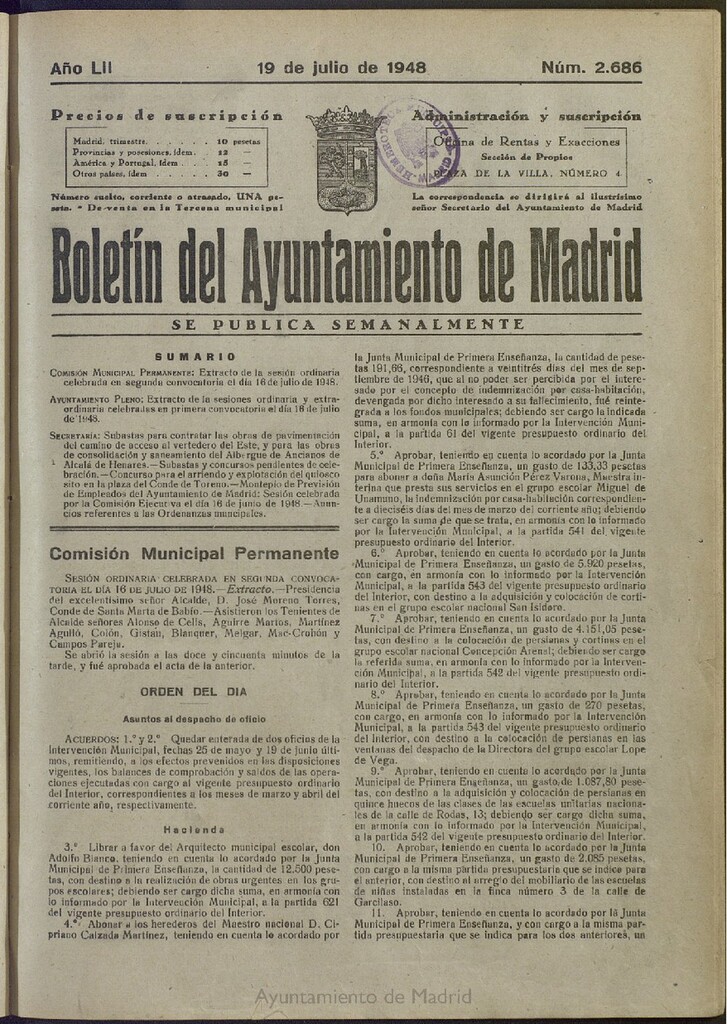 Año LII
19 de julio de 1948
Núm. 2.686
Precios de suscripción
Madrid, trimestre. . . . . . 10 pesetas
Provincias y posesiones, ídem . 12 —
América y Portugal, ídem . . 15 —
Otros países, ídem . . . . . 30 —
Número suelto, corriente o atrasado, UNA pe-
seta. * De venta en la Tercena municipal
Administración y suscripción
Oficina de Rentas y Exacciones
Sección de Propios
PLAZA DE LA VILLA, NÚMERO 4
La correspondencia se dirigirá al ilustrísimo
señor Secretario del Ayuntamiento de Madrid
HEMEROTECA MUNICIPAL
MADRID
Boletín del Ayuntamiento de Madrid
SE PUBLICA SEMANALMENTE
SUMARIO
COMISIÓN MUNICIPAL PERMANENTE: Extracto de la sesión ordinaria
celebrada en segunda convocatoria el día 16 de julio de 1948.
AYUNTAMIENTO PLENO: Extracto de la sesiones ordinaria y extra-
ordinaria celebradas en primera convocatoria el día 16 de julio
de 1948.
SECRETARÍA: Subastas para contratar las obras de pavimentación
del camino de acceso al vertedero del Este, y para las obras
de consolidación y saneamiento del Albergue de Ancianos de
Alcalá de Henares.—Subastas y concursos pendientes de cele-
bración.—Concurso para el arriendo y explotación del quiosco
sito en la plaza del Conde de Toreno.—Montepío de Previsión
de Empleados del Ayuntamiento de Madrid: Sesión celebrada
por la Comisión Ejecutiva el día 16 de junio de 1948.—Anun-
cios referentes a las Ordenanzas municipales.
Comisión Municipal Permanente
SESIÓN ORDINARIA CELEBRADA EN SEGUNDA CONVOCA-
TORIA EL DÍA 16 DE JULIO DE 1948.—Extracto.—Presidencia
del excelentísimo señor Alcalde, D. José Moreno Torres,
Conde de Santa Marta de Babío.—Asistieron los Tenientes de
Alcalde señores Alonso de Celis, Aguirre Martos, Martínez
Agulló, Colón, Gistau, Blanquer, Melgar, Mac-Crohón y
Campos Pareja.
Se abrió la sesión a las doce y cincuenta minutos de la
tarde, y fué aprobada el acta de la anterior.
ORDEN DEL DIA
Asuntos al despacho de oficio
ACUERDOS: 1.º y 2.º Quedar enterada de dos oficios de la
Intervención Municipal, fechas 25 de mayo y 19 de junio últi-
mos, remitiendo, a los efectos prevenidos en las disposiciones
vigentes, los balances de comprobación y saldos de las opera-
ciones ejecutadas con cargo al vigente presupuesto ordinario
del Interior, correspondientes a los meses de marzo y abril del
corriente año, respectivamente.
Hacienda
3.º Librar a favor del Arquitecto municipal escolar, don
Adolfo Blanco, teniendo en cuenta lo acordado por la Junta
Municipal de Primera Enseñanza, la cantidad de 12.500 pese-
tas, con destino a la realización de obras urgentes en los gru-
pos escolares; debiendo ser cargo dicha suma, en armonía con
lo informado por la Intervención Municipal, a la partida 621
del vigente presupuesto ordinario del Interior.
4.º Abonar a los herederos del Maestro nacional D. Ci-
priano Calzada Martínez, teniendo en cuenta lo acordado por
la Junta Municipal de Primera Enseñanza, la cantidad de pese-
tas 191,66, correspondiente a veintitrés días del mes de sep-
tiembre de 1946, que al no poder ser percibida por el intere-
sado por el concepto de indemnización por casa-habitación,
devengada por dicho interesado a su fallecimiento, fué reinte-
grada a los fondos municipales; debiendo ser cargo la indicada
suma, en armonía con lo informado por la Intervención Muni-
cipal, a la partida 61 del vigente presupuesto ordinario del
Interior.
5.º Aprobar, teniendo en cuenta lo acordado por la Junta
Municipal de Primera Enseñanza, un gasto de 133,33 pesetas
para abonar a doña María Asunción Pérez Varona, Maestra in-
terina que presta sus servicios en el grupo escolar Miguel de
Unamuno, la indemnización por casa-habitación correspondien-
te a dieciséis días del mes de marzo del corriente año; debiendo
ser cargo la suma de que se trata, en armonía con lo informado
por la Intervención Municipal, a la partida 541 del vigente
presupuesto ordinario del Interior.
6.º Aprobar, teniendo en cuenta lo acordado por la Junta
Municipal de Primera Enseñanza, un gasto de 5.920 pesetas,
con cargo, en armonía con lo informado por la Intervención
Municipal, a la partida 543 del vigente presupuesto ordinario
del Interior, con destino a la adquisición y colocación de corti-
nas en el grupo escolar nacional San Isidoro.
7.º Aprobar, teniendo en cuenta lo acordado por la Junta
Municipal de Primera Enseñanza, un gasto de 4.151,05 pese-
tas, con destino a la colocación de persianas y cortinas en el
grupo escolar nacional Concepción Arenal; debiendo ser cargo
la referida suma, en armonía con lo informado por la Interven-
ción Municipal, a la partida 542 del vigente presupuesto ordi-
nario del Interior.
8.º Aprobar, teniendo en cuenta lo acordado por la Junta
Municipal de Primera Enseñanza, un gasto de 270 pesetas,
con cargo, en armonía con lo informado por la Intervención
Municipal, a la partida 543 del vigente presupuesto ordinario
del Interior, con destino a la colocación de persianas en las
ventanas del despacho de la Directora del grupo escolar Lope
de Vega.
9.º Aprobar, teniendo en cuenta lo acordado por la Junta
Municipal de Primera Enseñanza, un gasto de 1.087,80 pese-
tas, con destino a la adquisición y colocación de persianas en
quince huecos de las clases de las escuelas unitarias naciona-
les de la calle de Rodas, 13; debiendo ser cargo dicha suma,
en armonía con lo informado por la Intervención Municipal,
a la partida 542 del vigente presupuesto ordinario del Interior.
10. Aprobar, teniendo en cuenta lo acordado por la Junta
Municipal de Primera Enseñanza, un gasto de 2.085 pesetas,
con cargo a la misma partida presupuestaria que se indica para
el anterior, con destino al arreglo del mobiliario de las escuelas
de niñas instaladas en la finca número 3 de la calle de
Garcilaso.
11. Aprobar, teniendo en cuenta lo acordado por la Junta
Municipal de Primera Enseñanza, y con cargo a la misma par-
tida presupuestaria que se indica para los dos anteriores, un
Ayuntamiento de Madrid